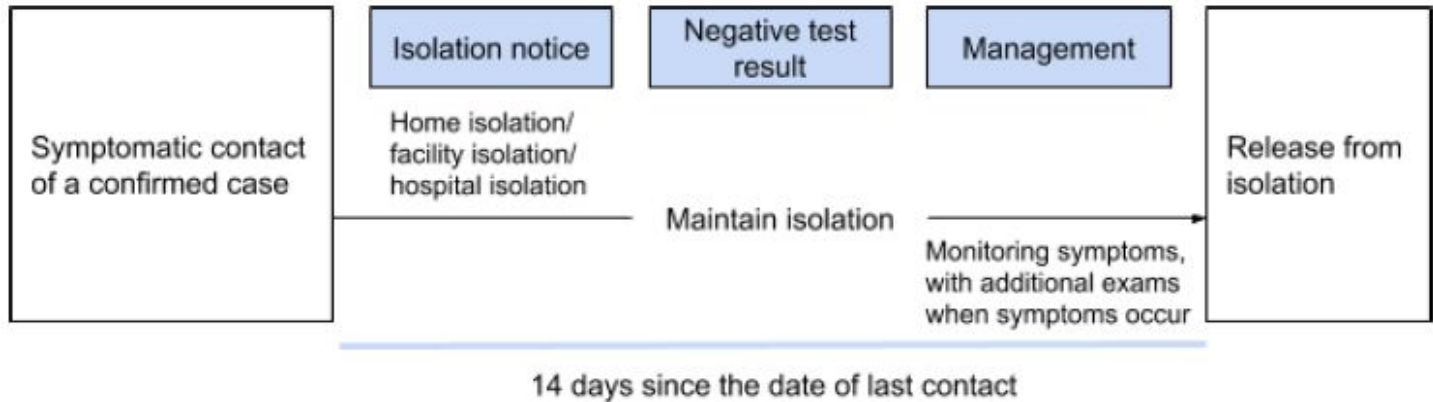 Symptomatic contact
of a confirmed case
Isolation notice
Home isolation/
facility isolation/
hospital isolation
Negative test
result
Maintain isolation
Management
Monitoring symptoms,
with additional exams
when symptoms occur
Release from
isolation
14 days since the date of last contact